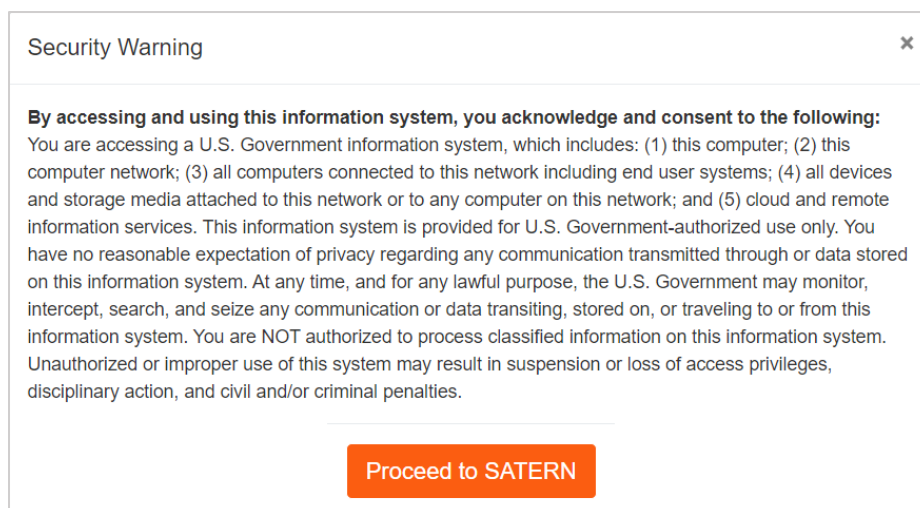 Security Warning ×
By accessing and using this information system, you acknowledge and consent to the following:
You are accessing a U.S. Government information system, which includes: (1) this computer; (2) this
computer network; (3) all computers connected to this network including end user systems; (4) all devices
and storage media attached to this network or to any computer on this network; and (5) cloud and remote
information services. This information system is provided for U.S. Government-authorized use only. You
have no reasonable expectation of privacy regarding any communication transmitted through or data stored
on this information system. At any time, and for any lawful purpose, the U.S. Government may monitor,
intercept, search, and seize any communication or data transiting, stored on, or traveling to or from this
information system. You are NOT authorized to process classified information on this information system.
Unauthorized or improper use of this system may result in suspension or loss of access privileges,
disciplinary action, and civil and/or criminal penalties.
Proceed to SATERN